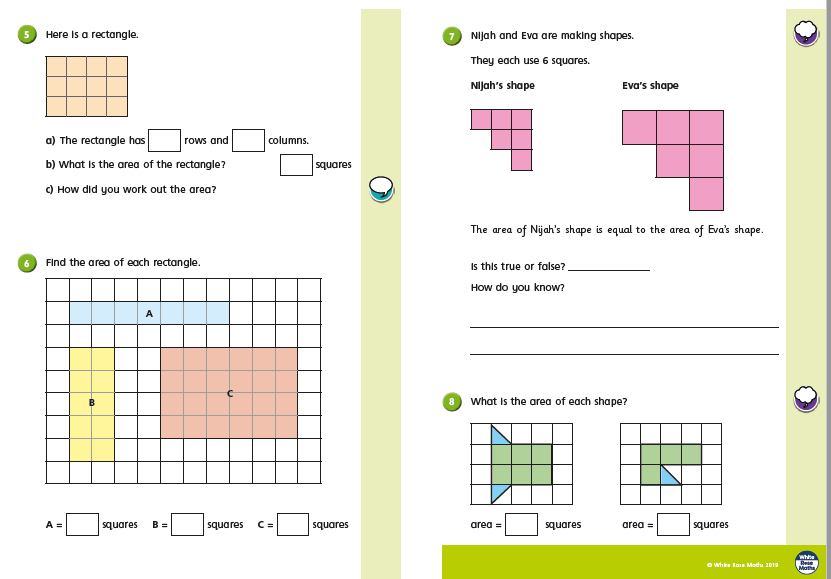 5 Here is a rectangle.
a) The rectangle has rows and columns.
b) What is the area of the rectangle? squares
c) How did you work out the area?
6 Find the area of each rectangle.
A
B
C
A = squares B = squares C = squares
7 Nijah and Eva are making shapes.
They each use 6 squares.
Nijah's shape Eva's shape
The area of Nijah's shape is equal to the area of Eva's shape.
Is this true or false?
How do you know?
8 What is the area of each shape?
area = squares area = squares
© White Rose Maths 2019
White
Rose
Maths